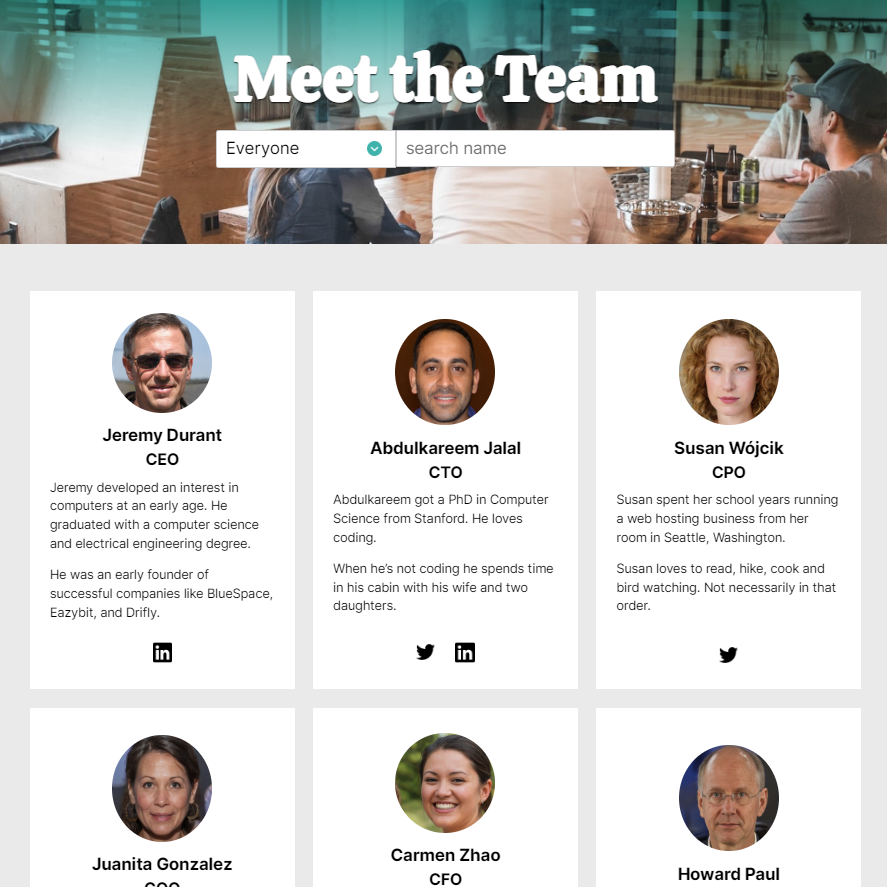 Meet the Team
Everyone
search name
Jeremy Durant
CEO
Jeremy developed an interest in
computers at an early age. He
graduated with a computer science
and electrical engineering degree.
He was an early founder of
successful companies like BlueSpace,
Eazybit, and Drifly.
in
Abdulkareem Jalal
CTO
Abdulkareem got a PhD in Computer
Science from Stanford. He loves
coding.
When he’s not coding he spends time
in his cabin with his wife and two
daughters.
in
Susan Wójcik
CPO
Susan spent her school years running
a web hosting business from her
room in Seattle, Washington.
Susan loves to read, hike, cook and
bird watching. Not necessarily in that
order.
Juanita Gonzalez
Carmen Zhao
CFO
Howard Paul